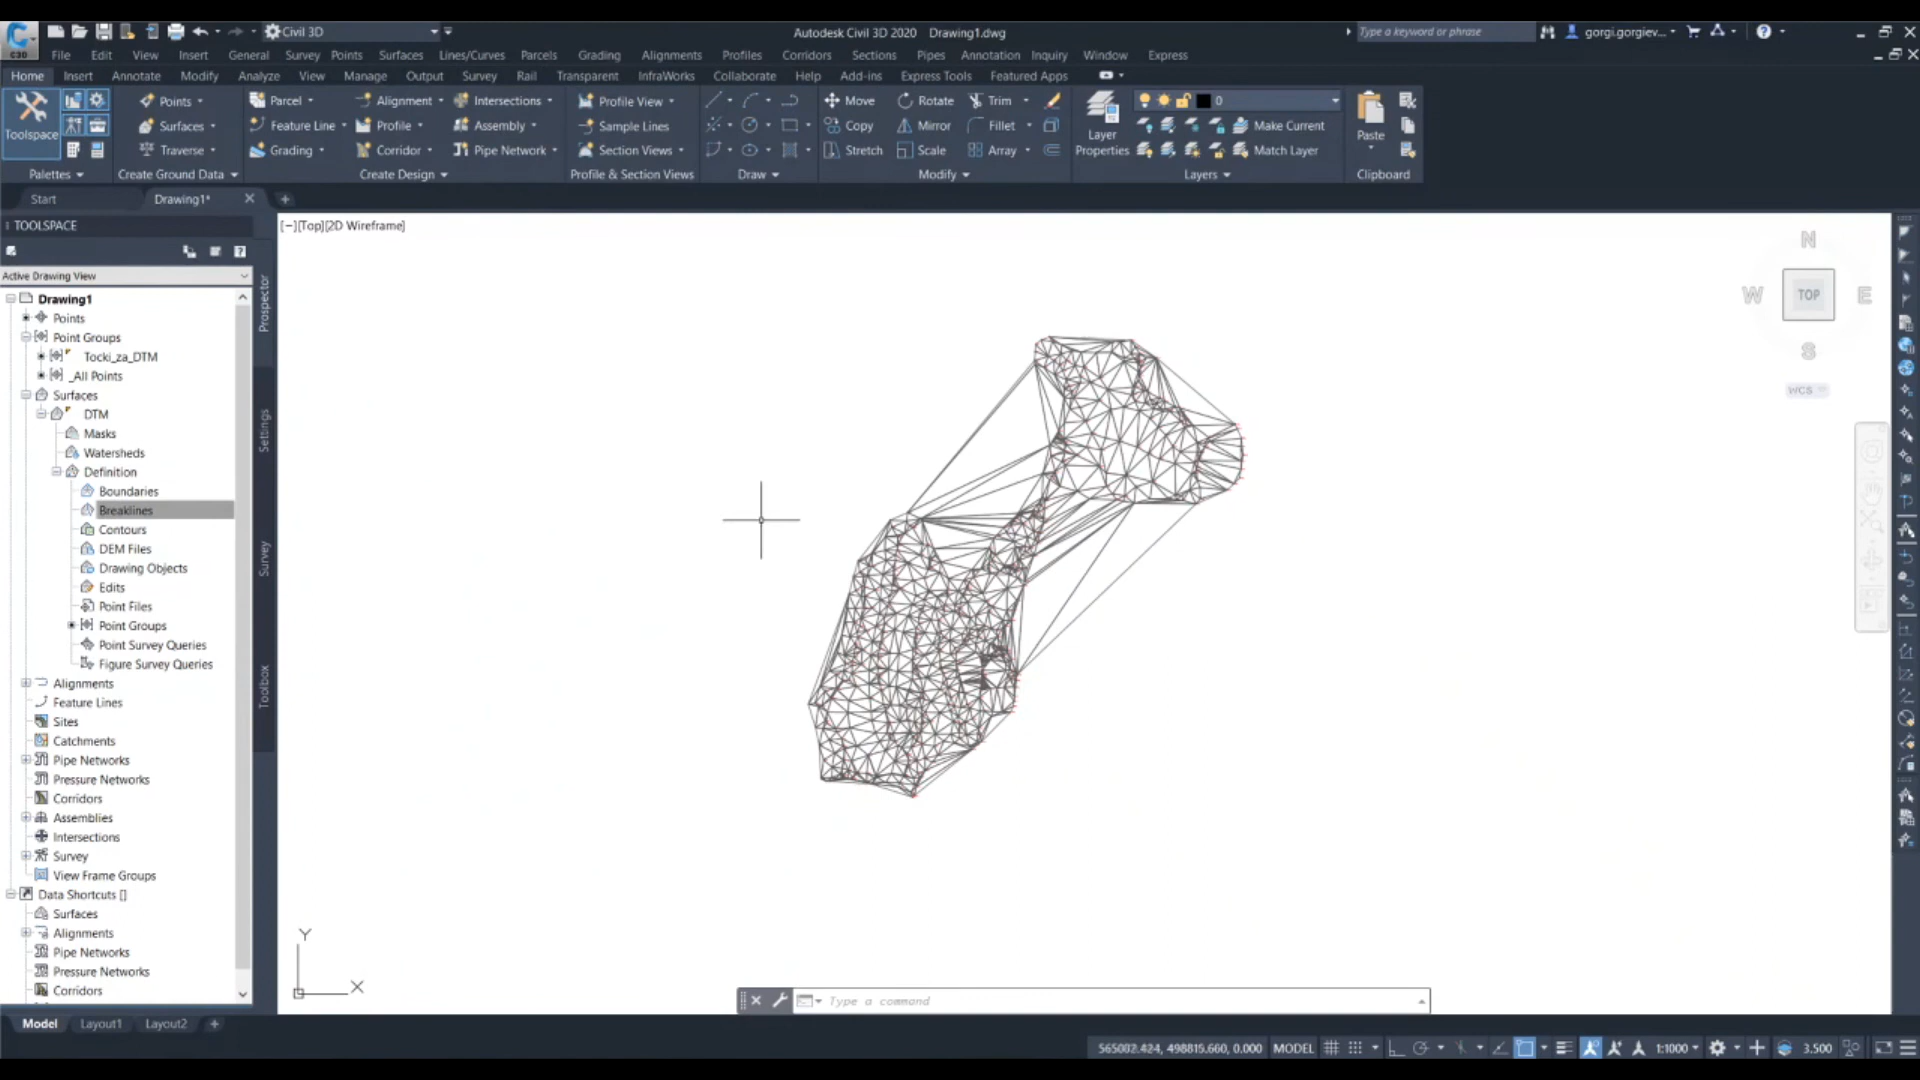 C3D
Civil 3D
Autodesk Civil 3D 2020 Drawing1.dwg
Type a keyword or phrase
gorgi.gorgiev...
File Edit View Insert General Survey Points Surfaces Lines/Curves Parcels Grading Alignments Profiles Corridors Sections Pipes Annotation Inquiry Window Express
Home Insert Annotate Modify Analyze View Manage Output Survey Rail Transparent InfraWorks Collaborate Help Add-ins Express Tools Featured Apps
Points Parcel Alignment Intersections Profile View Move Rotate Trim 0
Toolspace Surfaces Feature Line Profile Assembly Sample Lines Copy Mirror Fillet Layer Properties Make Current Paste
Traverse Grading Corridor Pipe Network Section Views Stretch Scale Array Match Layer
Palettes Create Ground Data Create Design Profile & Section Views Draw Modify Layers Clipboard
Start Drawing1*
TOOLSPACE
[−][Top][2D Wireframe]
Active Drawing View
Drawing1
Points
Point Groups
Tocki_za_DTM
_All Points
Surfaces
DTM
Masks
Watersheds
Definition
Boundaries
Breaklines
Contours
DEM Files
Drawing Objects
Edits
Point Files
Point Groups
Point Survey Queries
Figure Survey Queries
Alignments
Feature Lines
Sites
Catchments
Pipe Networks
Pressure Networks
Corridors
Assemblies
Intersections
Survey
View Frame Groups
Data Shortcuts []
Surfaces
Alignments
Pipe Networks
Pressure Networks
Corridors
Prospector
Settings
Survey
Toolbox
N
W TOP E
S
WCS
Y
X
Type a command
Model Layout1 Layout2
565082.424, 498815.660, 0.000 MODEL 1:1000 3.500